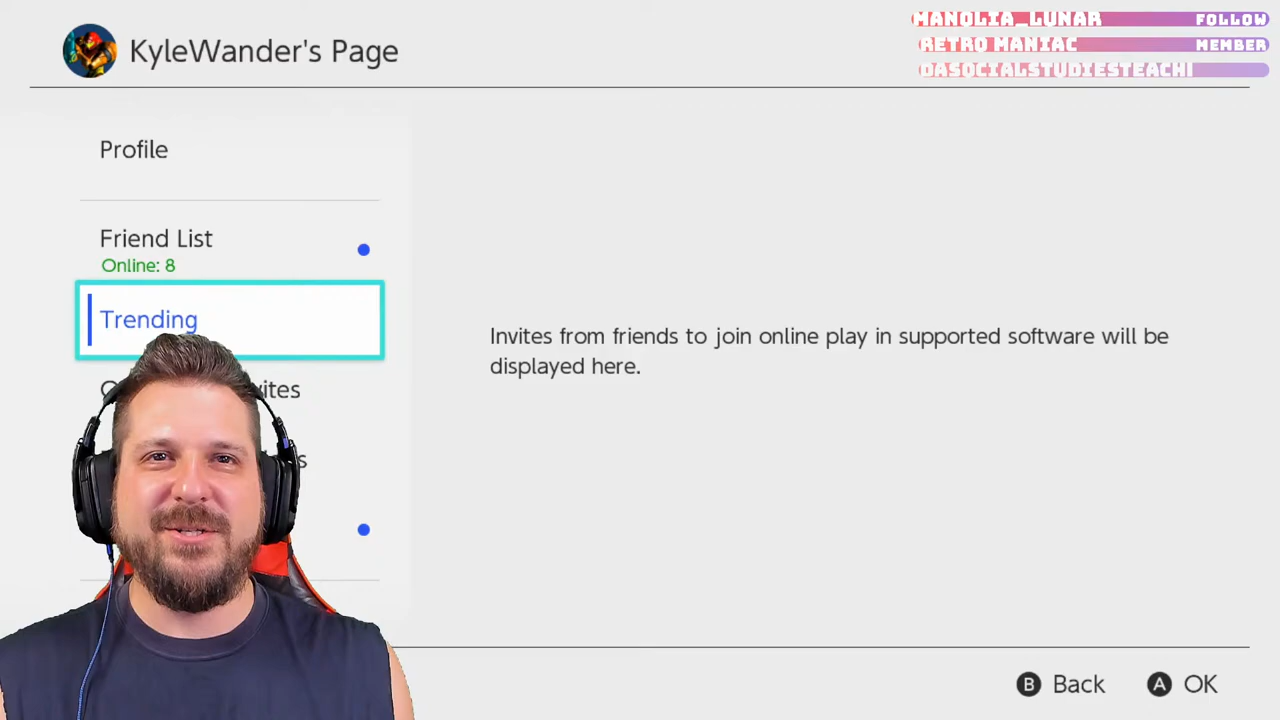 KyleWander's Page
MANOLIA_LUNAR FOLLOW
RETRO MANIAC MEMBER
DASOCIALSTUDIESTEACHI
Profile
Friend List
Online: 8
Trending
Invites from friends to join online play in supported software will be
displayed here.
B Back A OK